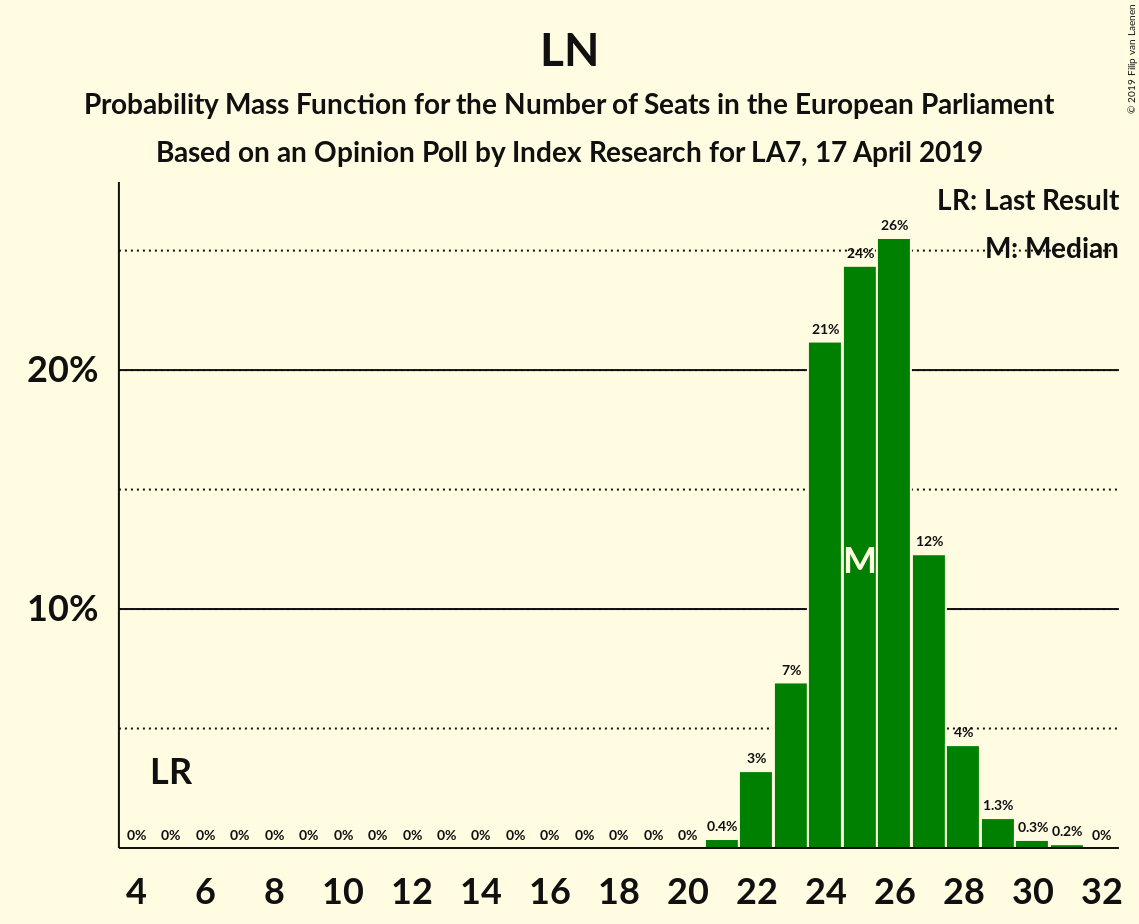 LN
Probability Mass Function for the Number of Seats in the European Parliament
Based on an Opinion Poll by Index Research for LA7, 17 April 2019
© 2019 Filip van Laenen
LR: Last Result
M: Median
26%
24%
21%
20%
12%
M
10%
7%
4%
3%
LR
1.3%
0% 0% 0% 0% 0% 0% 0% 0% 0% 0% 0% 0% 0% 0% 0% 0% 0% 0.4% 0.3% 0.2% 0%
4 6 8 10 12 14 16 18 20 22 24 26 28 30 32